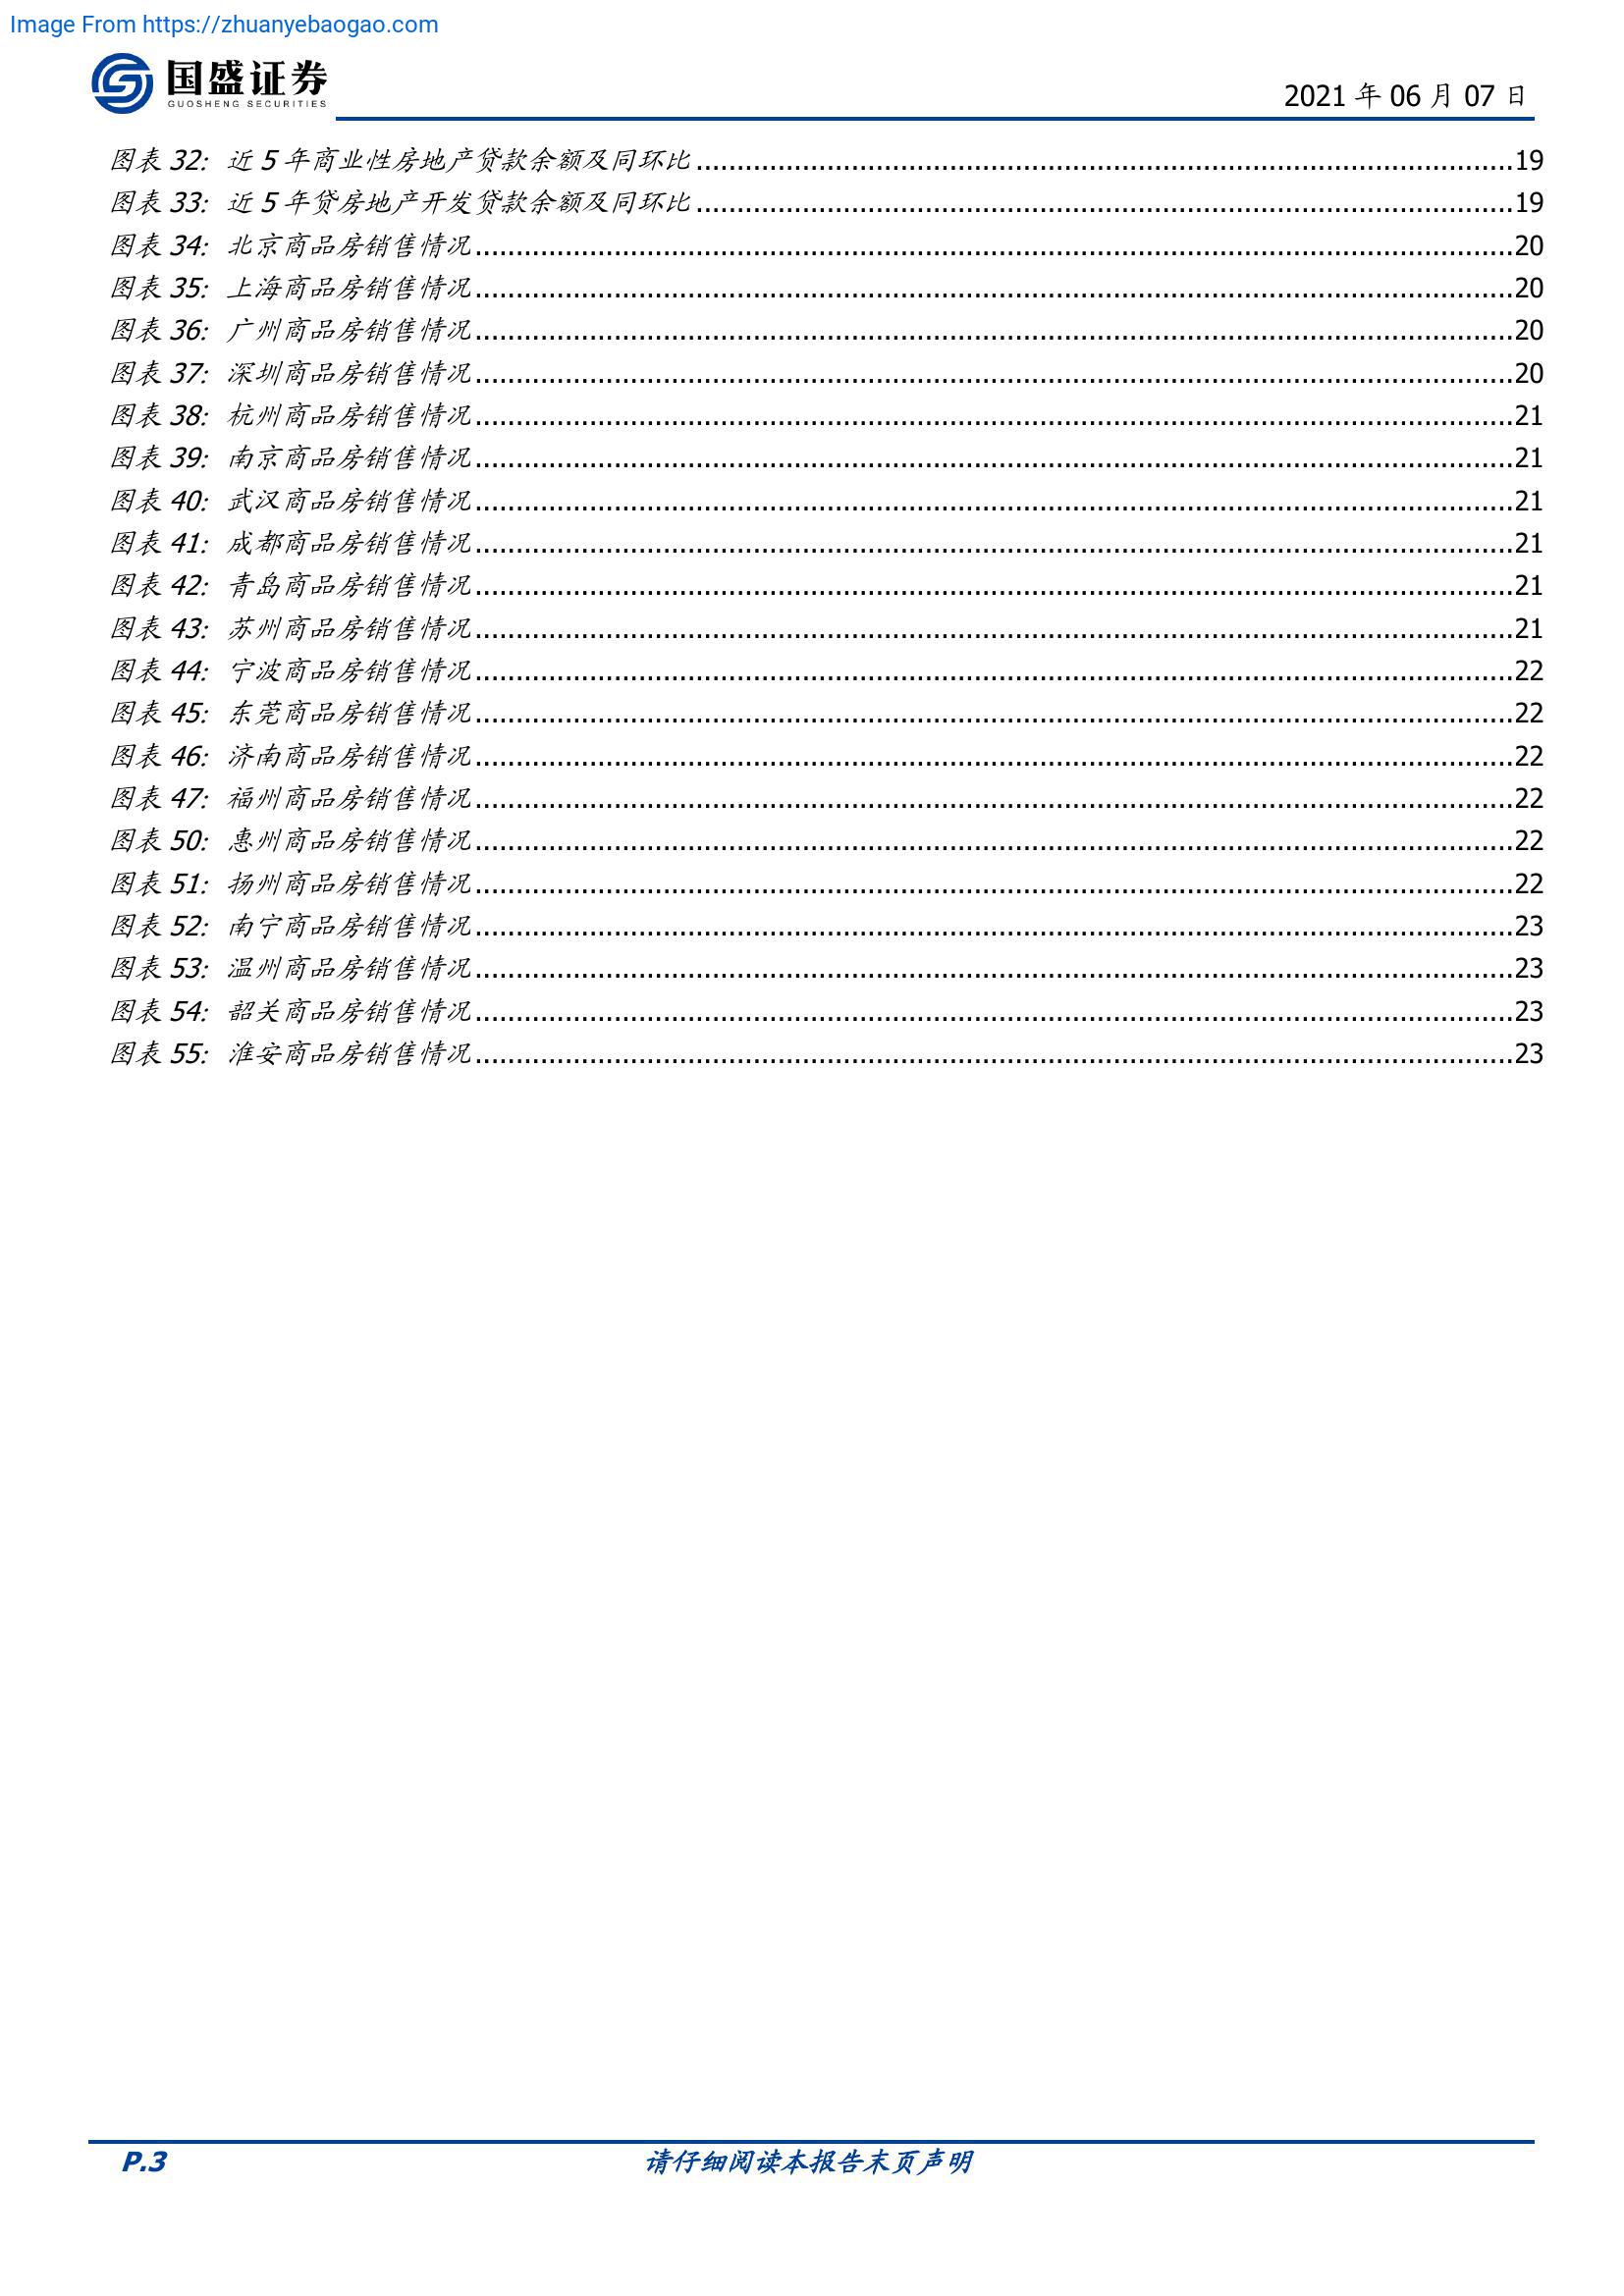 Image From https://zhuanyebaogao.com
国盛证券
GUOSHENG SECURITIES
2021 年 06 月 07 日
图表 32: 近 5 年商业性房地产贷款余额及同环比 ........ 19
图表 33: 近 5 年贷房地产开发贷款余额及同环比 ........ 19
图表 34: 北京商品房销售情况 ........ 20
图表 35: 上海商品房销售情况 ........ 20
图表 36: 广州商品房销售情况 ........ 20
图表 37: 深圳商品房销售情况 ........ 20
图表 38: 杭州商品房销售情况 ........ 21
图表 39: 南京商品房销售情况 ........ 21
图表 40: 武汉商品房销售情况 ........ 21
图表 41: 成都商品房销售情况 ........ 21
图表 42: 青岛商品房销售情况 ........ 21
图表 43: 苏州商品房销售情况 ........ 21
图表 44: 宁波商品房销售情况 ........ 22
图表 45: 东莞商品房销售情况 ........ 22
图表 46: 济南商品房销售情况 ........ 22
图表 47: 福州商品房销售情况 ........ 22
图表 50: 惠州商品房销售情况 ........ 22
图表 51: 扬州商品房销售情况 ........ 22
图表 52: 南宁商品房销售情况 ........ 23
图表 53: 温州商品房销售情况 ........ 23
图表 54: 韶关商品房销售情况 ........ 23
图表 55: 淮安商品房销售情况 ........ 23
P.3
请仔细阅读本报告末页声明